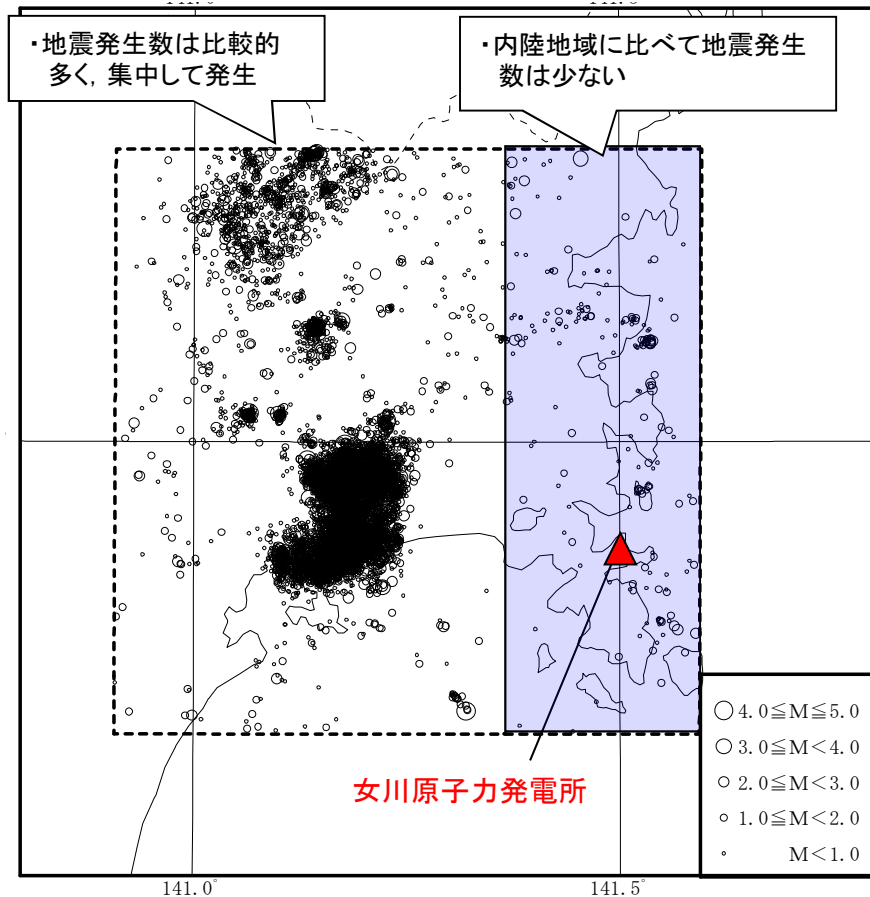 ・地震発生数は比較的
多く, 集中して発生
・内陸地域に比べて地震発生
数は少ない
女川原子力発電所
4.0≦M≦5.0
3.0≦M<4.0
2.0≦M<3.0
1.0≦M<2.0
M<1.0
141.0°
141.5°